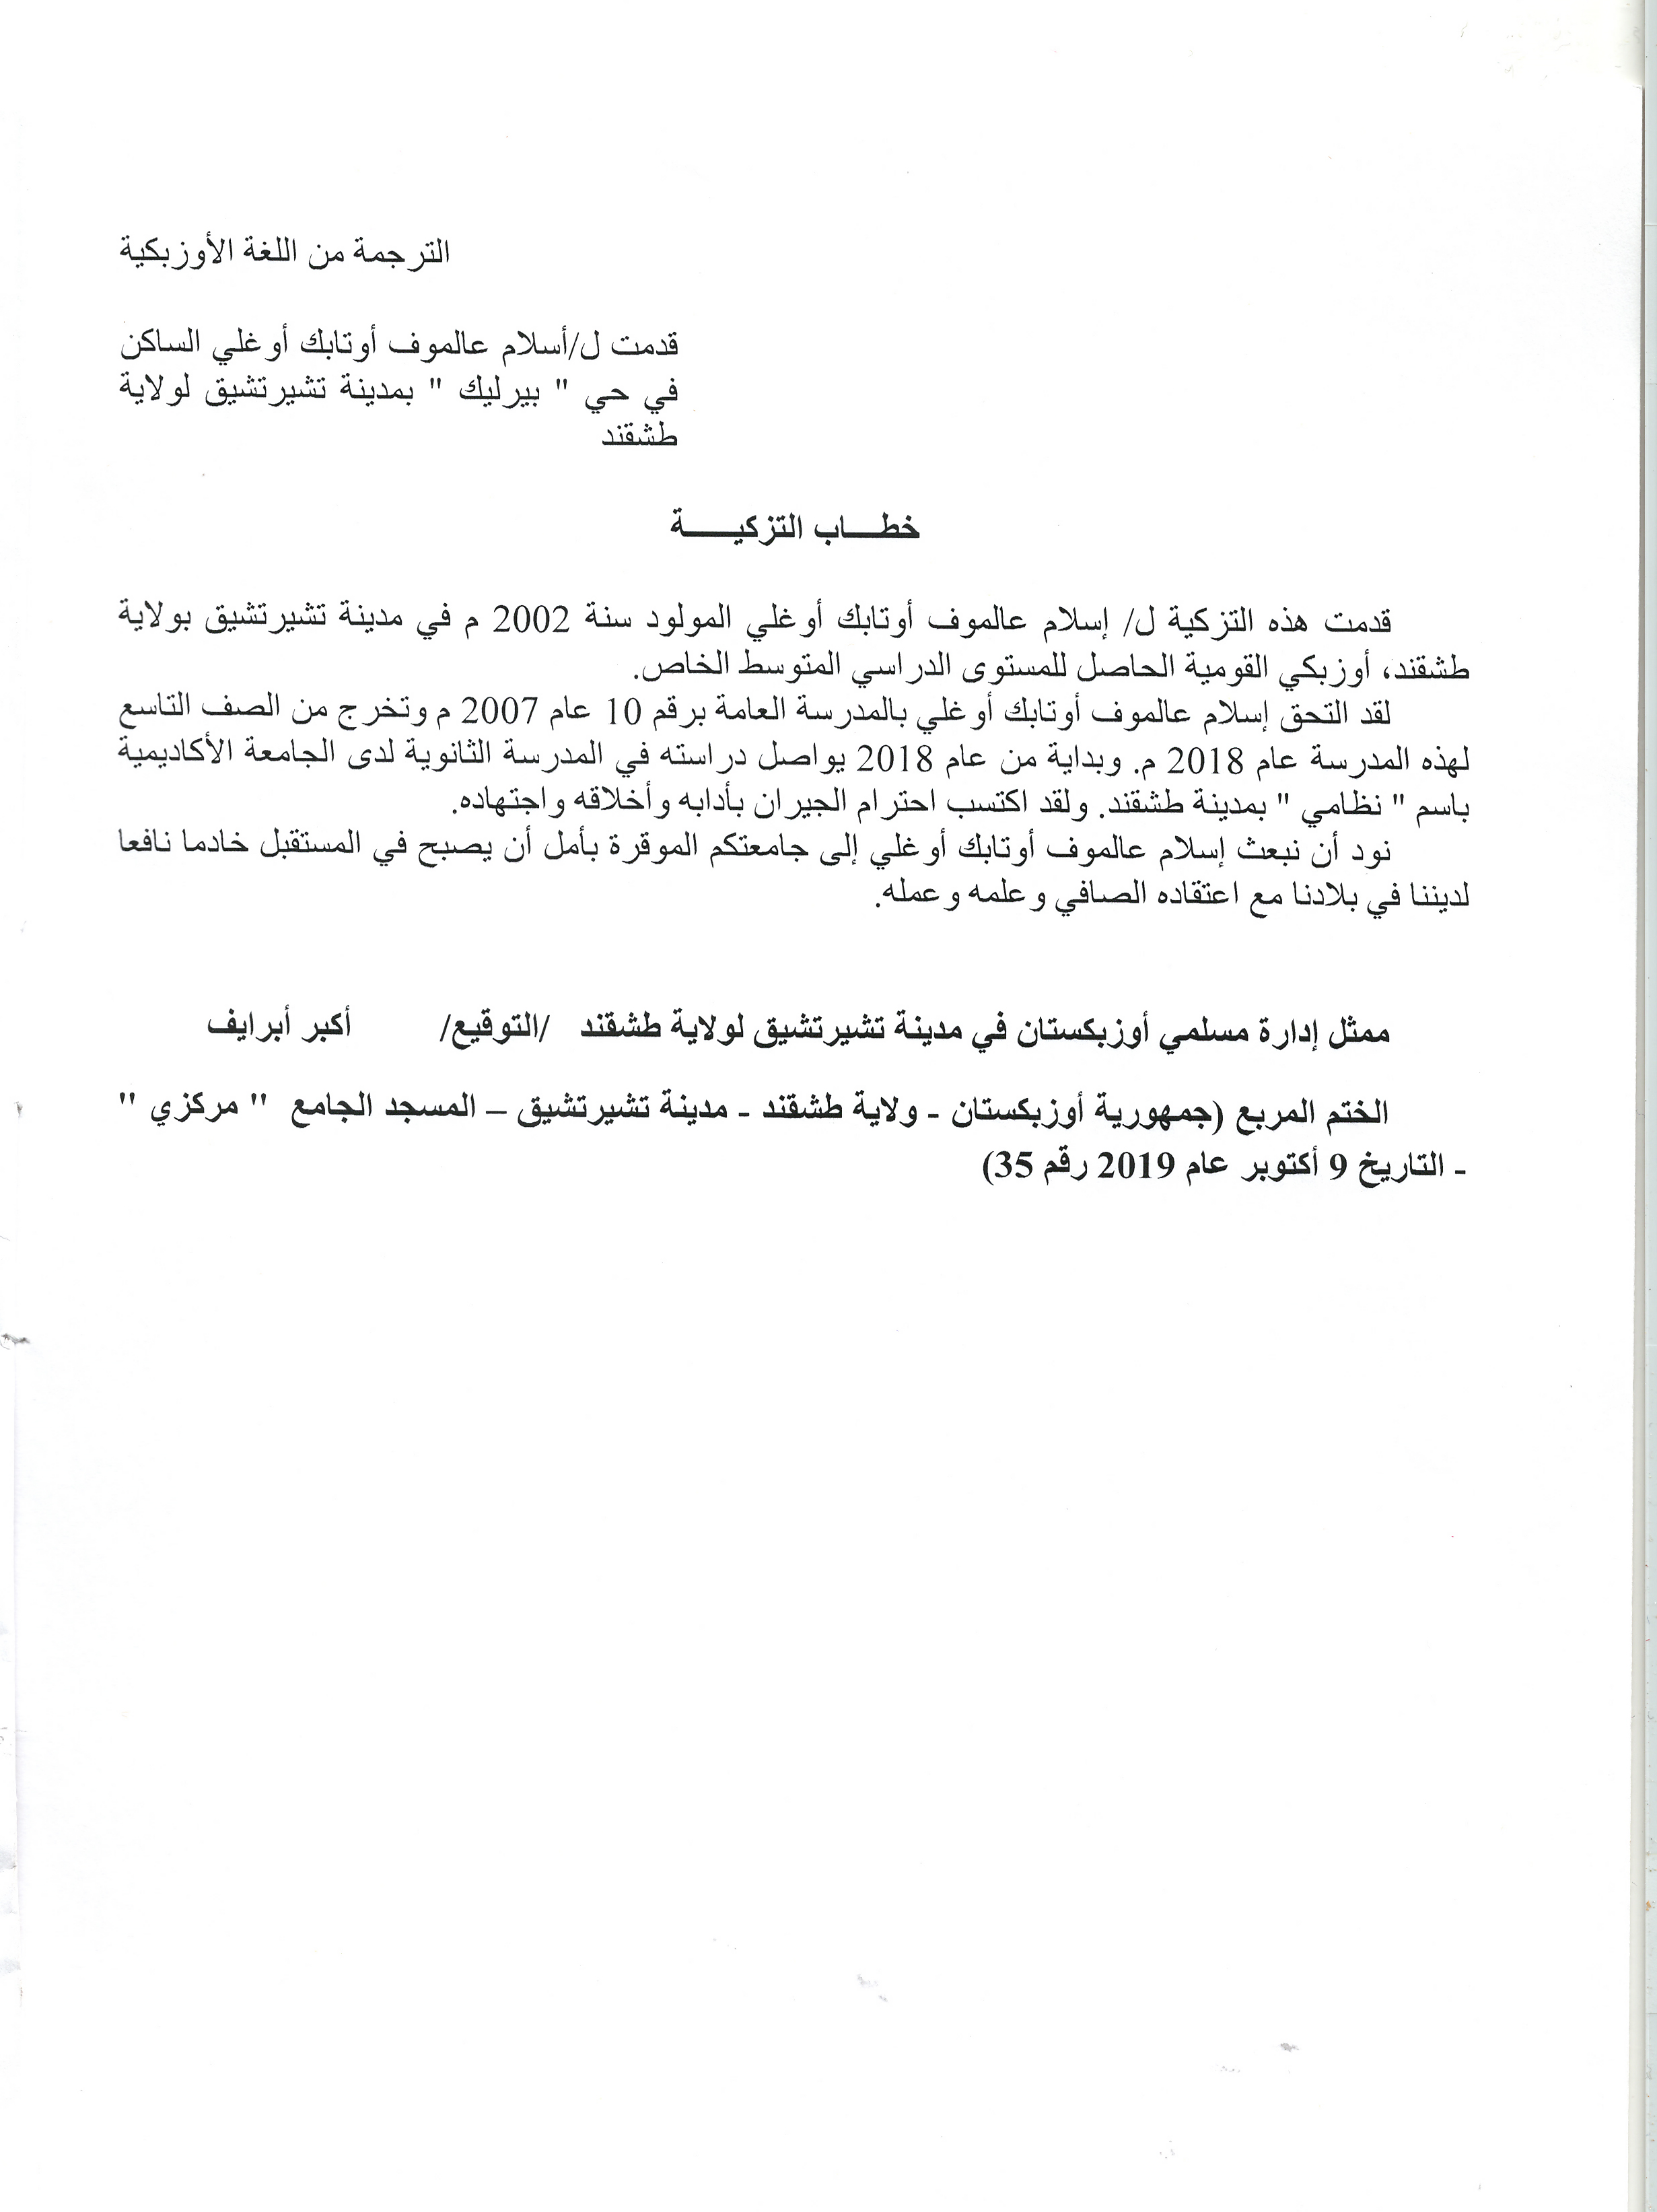 الترجمة من اللغة الأوزبكية
قدمت ل/أسلام عالموف أوتابك أوغلي الساكن
في حي " بيرليك " بمدينة تشيرتشيق لولاية
طشقند
خطـــاب التزكيـــــة
قدمت هذه التزكية ل/ إسلام عالموف أوتابك أوغلي المولود سنة 2002 م في مدينة تشيرتشيق بولاية
طشقند، أوزبكي القومية الحاصل للمستوى الدراسي المتوسط الخاص.
لقد التحق إسلام عالموف أوتابك أوغلي بالمدرسة العامة برقم 10 عام 2007 م وتخرج من الصف التاسع
لهذه المدرسة عام 2018 م. وبداية من عام 2018 يواصل دراسته في المدرسة الثانوية لدى الجامعة الأكاديمية
باسم " نظامي " بمدينة طشقند. ولقد اكتسب احترام الجيران بأدابه وأخلاقه واجتهاده.
نود أن نبعث إسلام عالموف أوتابك أوغلي إلى جامعتكم الموقرة بأمل أن يصبح في المستقبل خادما نافعا
لديننا في بلادنا مع اعتقاده الصافي وعلمه وعمله.
ممثل إدارة مسلمي أوزبكستان في مدينة تشيرتشيق لولاية طشقند /التوقيع/ أكبر أبرايف
الختم المربع (جمهورية أوزبكستان - ولاية طشقند - مدينة تشيرتشيق – المسجد الجامع " مركزي "
- التاريخ 9 أكتوبر عام 2019 رقم 35)